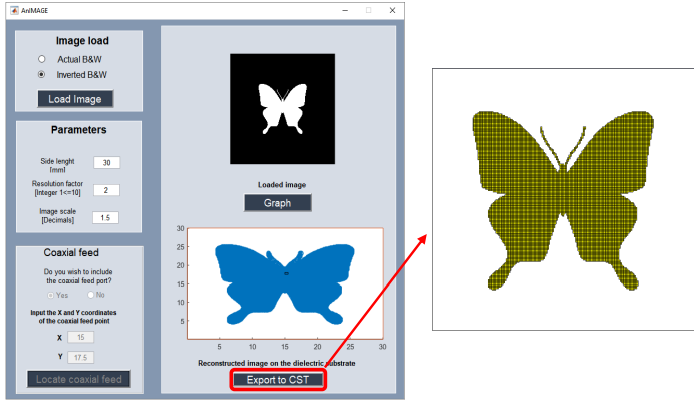 AnIMAGE
Image load
Actual B&W
Inverted B&W
Load Image
Parameters
Side lenght
[mm]
30
Resolution factor
[Integer 1<=10]
2
Image scale
[Decimals]
1.5
Coaxial feed
Do you wish to include
the coaxial feed port?
Yes No
Input the X and Y coordinates
of the coaxial feed point
X 15
Y 17.5
Locate coaxial feed
Loaded image
Graph
30
25
20
15
10
5
5 10 15 20 25 30
Reconstructed image on the dielectric substrate
Export to CST